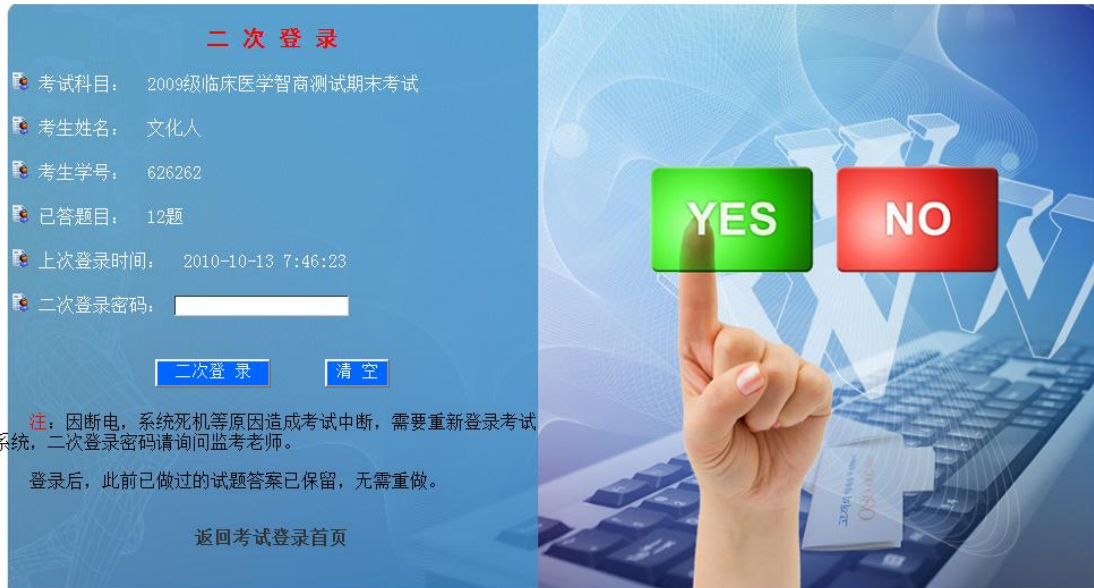 二 次 登 录
考试科目： 2009级临床医学智商测试期末考试
考生姓名： 文化人
考生学号： 626262
已答题目： 12题
上次登录时间： 2010-10-13 7:46:23
二次登录密码：
二次登 录 清 空
注：因断电，系统死机等原因造成考试中断，需要重新登录考试
系统，二次登录密码请询问监考老师。
登录后，此前已做过的试题答案已保留，无需重做。
返回考试登录首页
YES NO
WWW